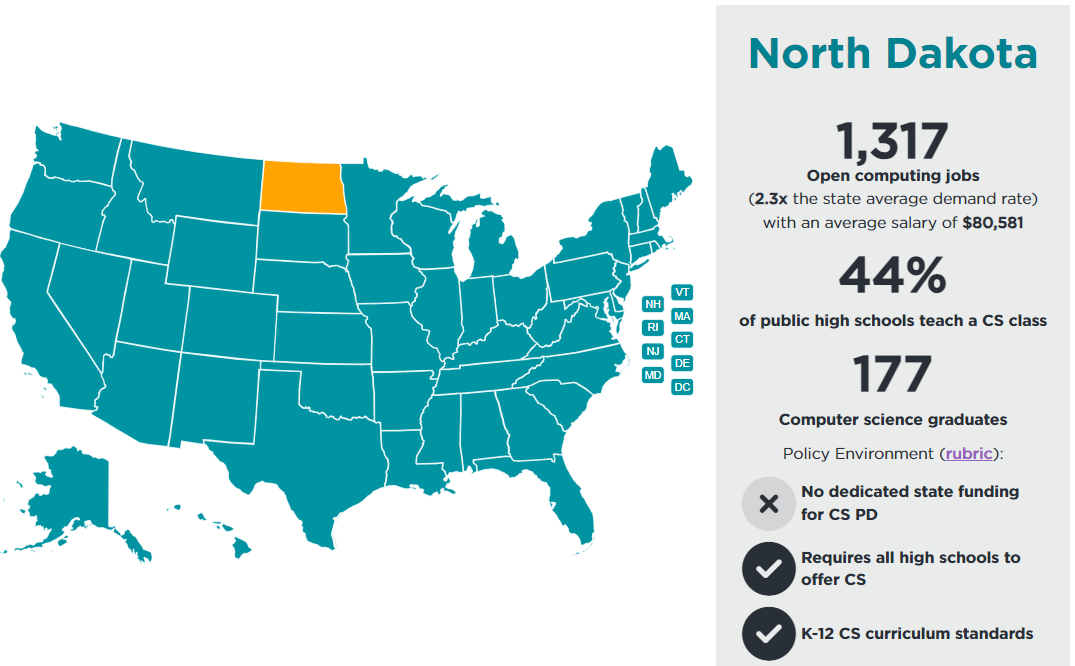 North Dakota
1,317
Open computing jobs
(2.3x the state average demand rate)
with an average salary of $80,581
44%
of public high schools teach a CS class
177
Computer science graduates
Policy Environment (rubric):
No dedicated state funding
for CS PD
Requires all high schools to
offer CS
K-12 CS curriculum standards
VT
NH
MA
RI
CT
NJ
DE
MD
DC